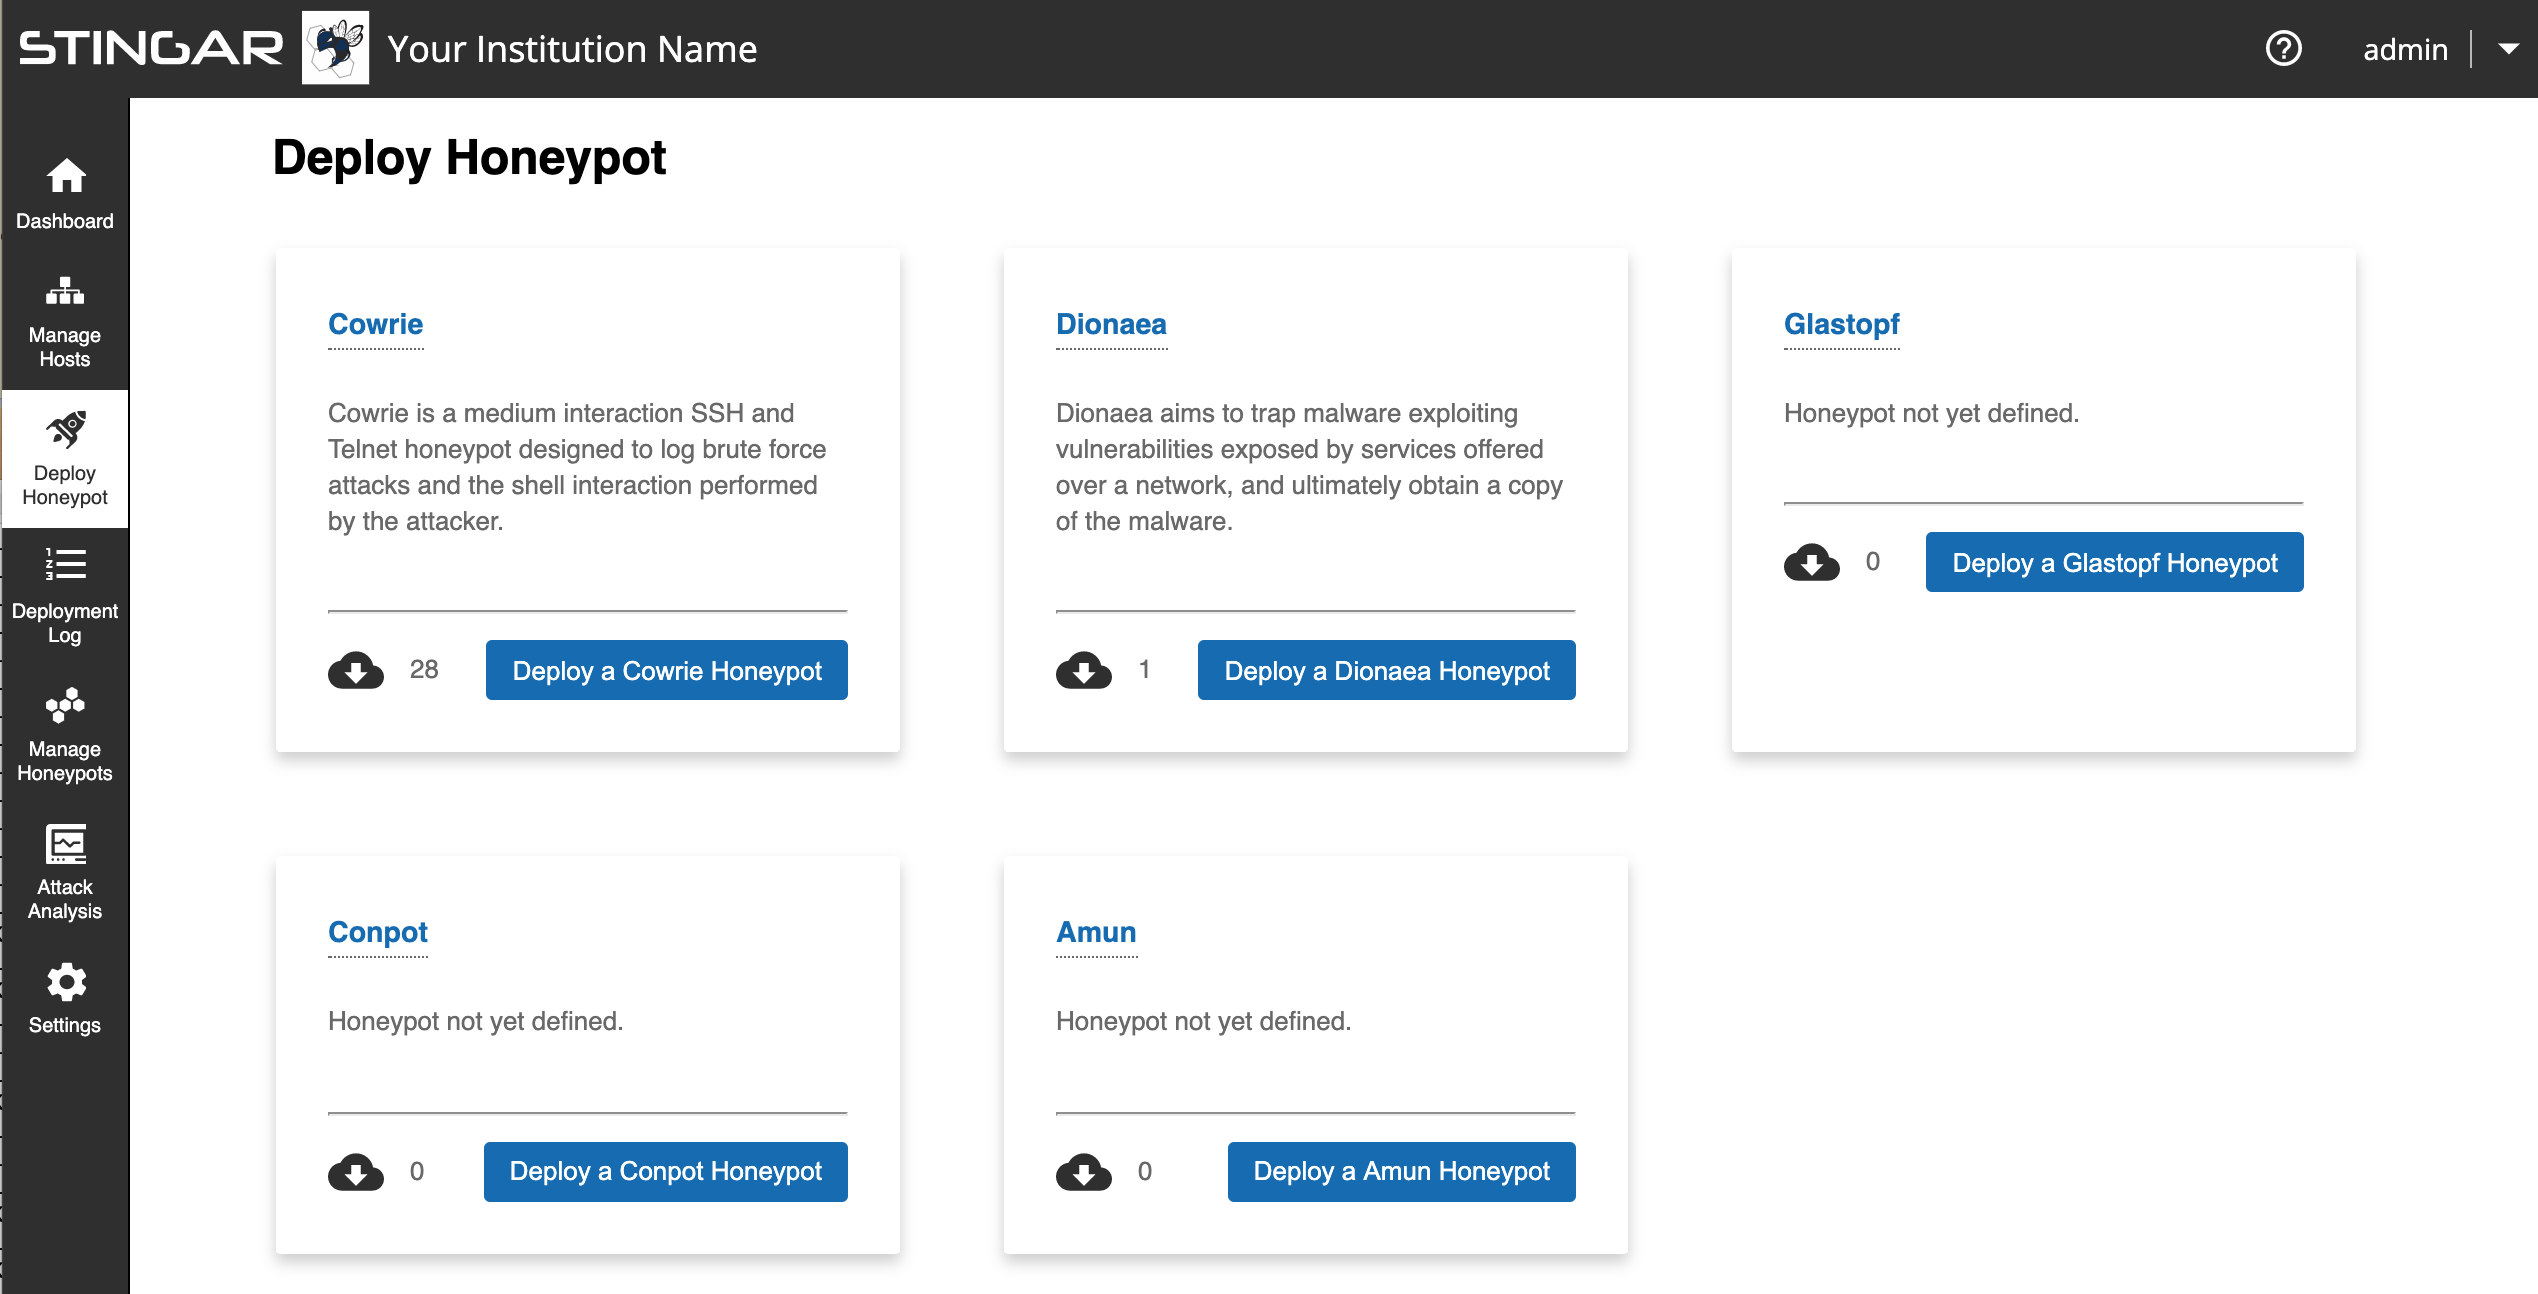 STINGAR
Your Institution Name
admin
Dashboard
Manage
Hosts
Deploy
Honeypot
Deployment
Log
Manage
Honeypots
Attack
Analysis
Settings
Deploy Honeypot
Cowrie
Cowrie is a medium interaction SSH and
Telnet honeypot designed to log brute force
attacks and the shell interaction performed
by the attacker.
28
Deploy a Cowrie Honeypot
Dionaea
Dionaea aims to trap malware exploiting
vulnerabilities exposed by services offered
over a network, and ultimately obtain a copy
of the malware.
1
Deploy a Dionaea Honeypot
Glastopf
Honeypot not yet defined.
0
Deploy a Glastopf Honeypot
Conpot
Honeypot not yet defined.
0
Deploy a Conpot Honeypot
Amun
Honeypot not yet defined.
0
Deploy a Amun Honeypot